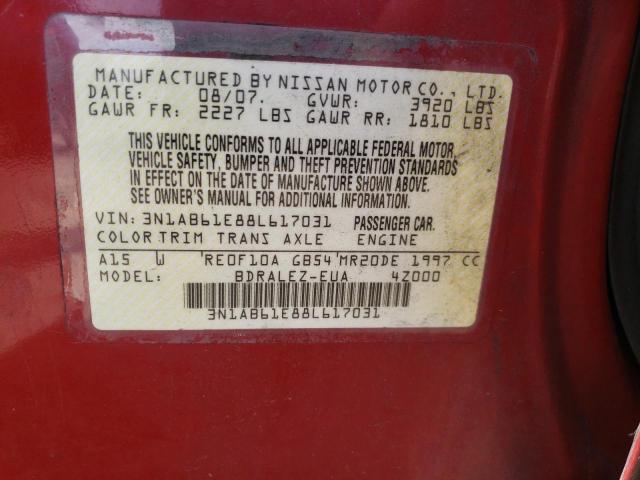 MANUFACTURED BY NISSAN MOTOR CO., LTD.
DATE: 08/07. GVWR: 3920 LBS
GAWR FR: 2227 LBS GAWR RR: 1810 LBS
THIS VEHICLE CONFORMS TO ALL APPLICABLE FEDERAL MOTOR
VEHICLE SAFETY, BUMPER AND THEFT PREVENTION STANDARDS
IN EFFECT ON THE DATE OF MANUFACTURE SHOWN ABOVE.
SEE OWNER'S MANUAL FOR ADDITIONAL INFORMATION.
VIN: 3N1AB61E88L617031 PASSENGER CAR.
COLOR TRIM TRANS AXLE ENGINE
A15 W RE0F10A GB54 MR20DE 1997 CC
MODEL: BDRALEZ-EUA 4Z000
3N1AB61E88L617031